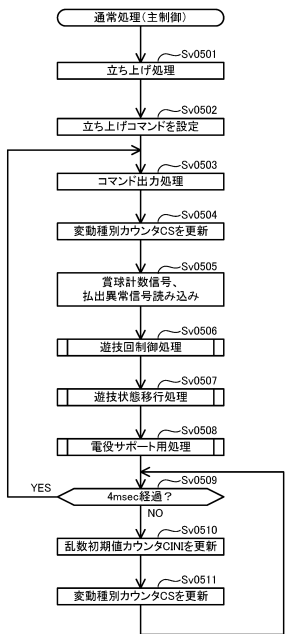 通常処理（主制御）
Sv0501
立ち上げ処理
Sv0502
立ち上げコマンドを設定
Sv0503
コマンド出力処理
Sv0504
変動種別カウンタCSを更新
Sv0505
賞球計数信号、
払出異常信号読み込み
Sv0506
遊技回制御処理
Sv0507
遊技状態移行処理
Sv0508
電役サポート用処理
Sv0509
YES
4msec経過？
NO
Sv0510
乱数初期値カウンタCINIを更新
Sv0511
変動種別カウンタCSを更新